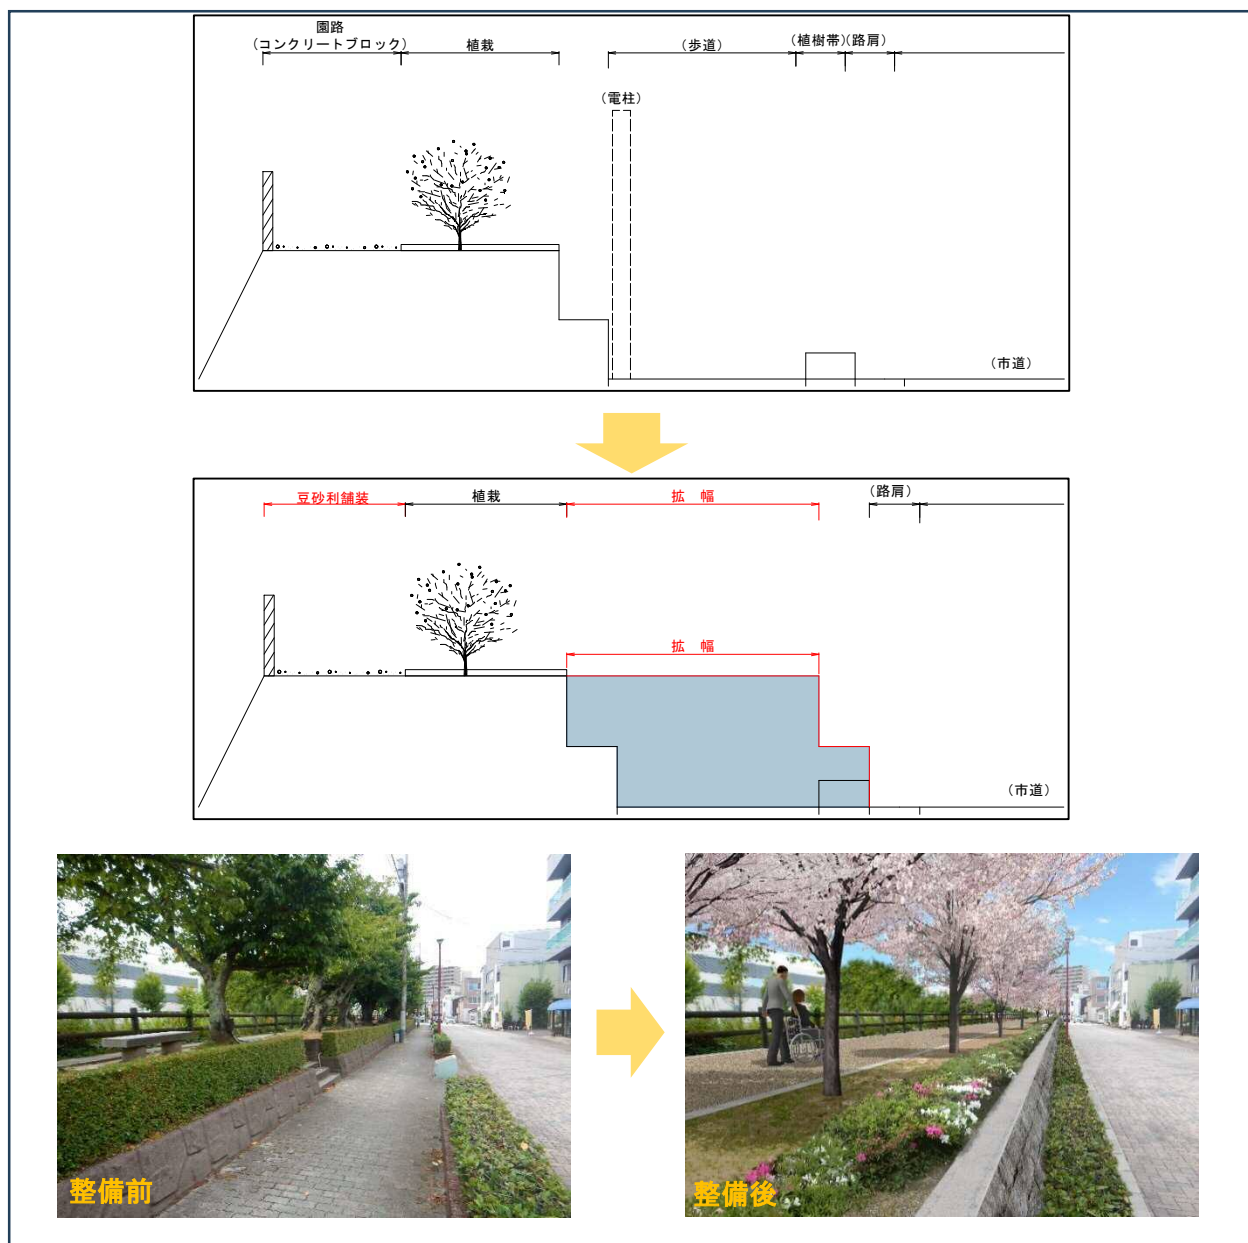 園路
(コンクリートブロック)
植栽
(歩道)
(植樹帯)
(路肩)
(電柱)
(市道)
豆砂利舗装
植栽
拡 幅
(路肩)
拡 幅
(市道)
整備前
整備後